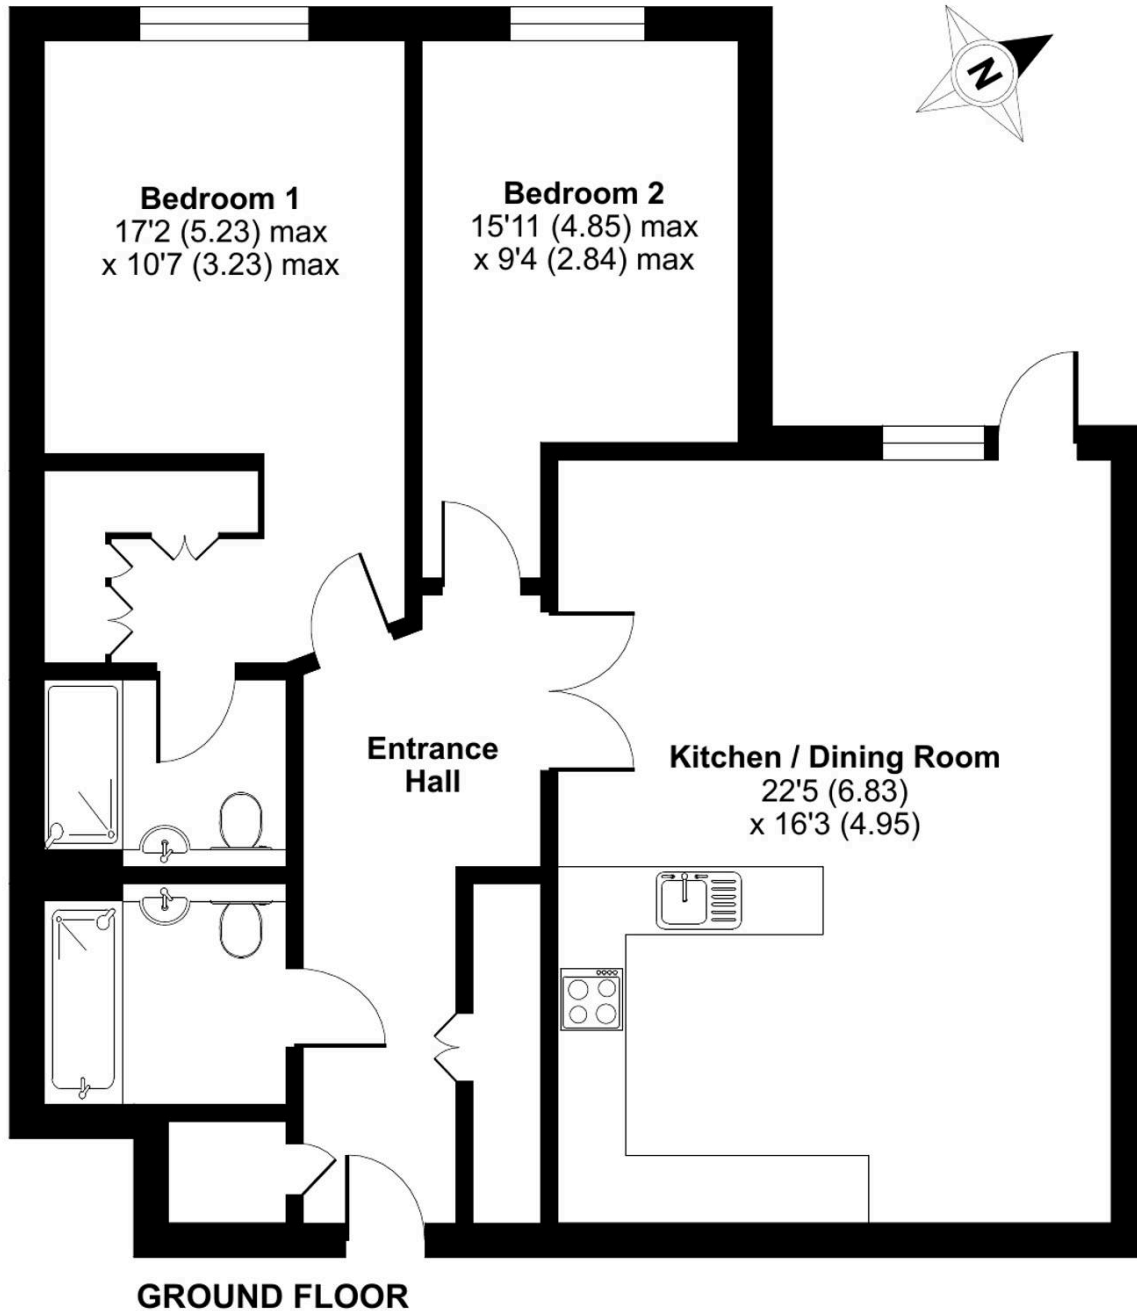 N
Bedroom 1
17'2 (5.23) max
x 10'7 (3.23) max
Bedroom 2
15'11 (4.85) max
x 9'4 (2.84) max
Entrance
Hall
Kitchen / Dining Room
22'5 (6.83)
x 16'3 (4.95)
GROUND FLOOR